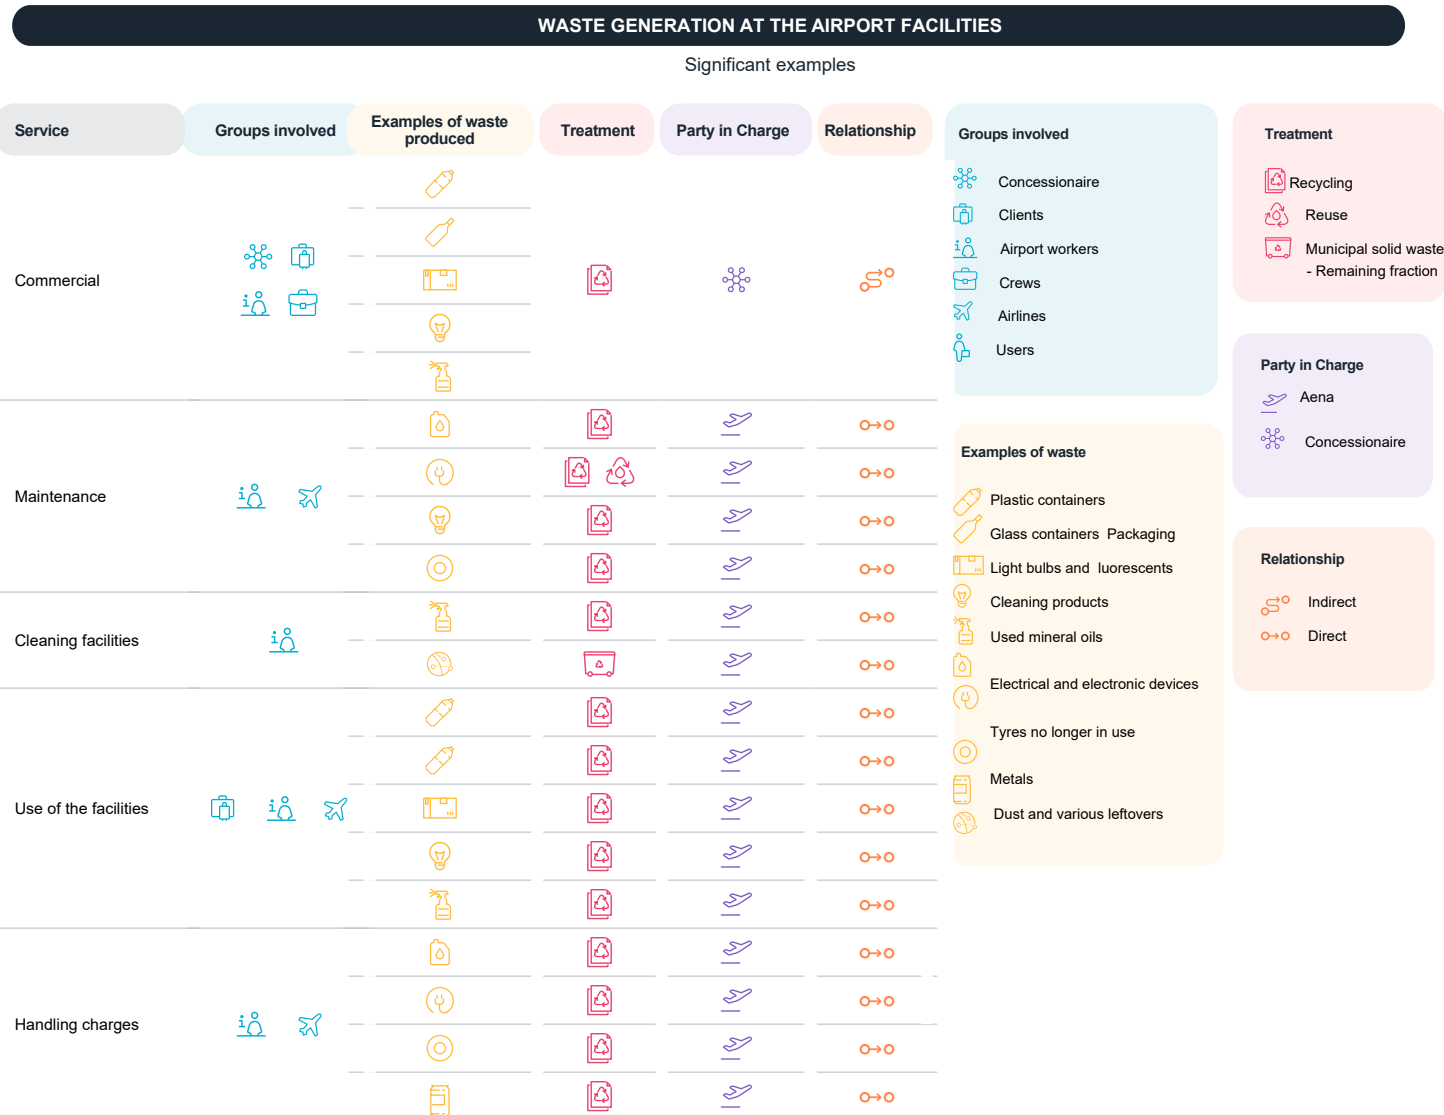 WASTE GENERATION AT THE AIRPORT FACILITIES
Significant examples
Service
Groups involved
Examples of waste
produced
Treatment
Party in Charge
Relationship
Commercial
Maintenance
Cleaning facilities
Use of the facilities
Handling charges
Groups involved
Concessionaire
Clients
Airport workers
Crews
Airlines
Users
Examples of waste
Plastic containers
Glass containers Packaging
Light bulbs and luorescents
Cleaning products
Used mineral oils
Electrical and electronic devices
Tyres no longer in use
Metals
Dust and various leftovers
Treatment
Recycling
Reuse
Municipal solid waste
- Remaining fraction
Party in Charge
Aena
Concessionaire
Relationship
Indirect
Direct